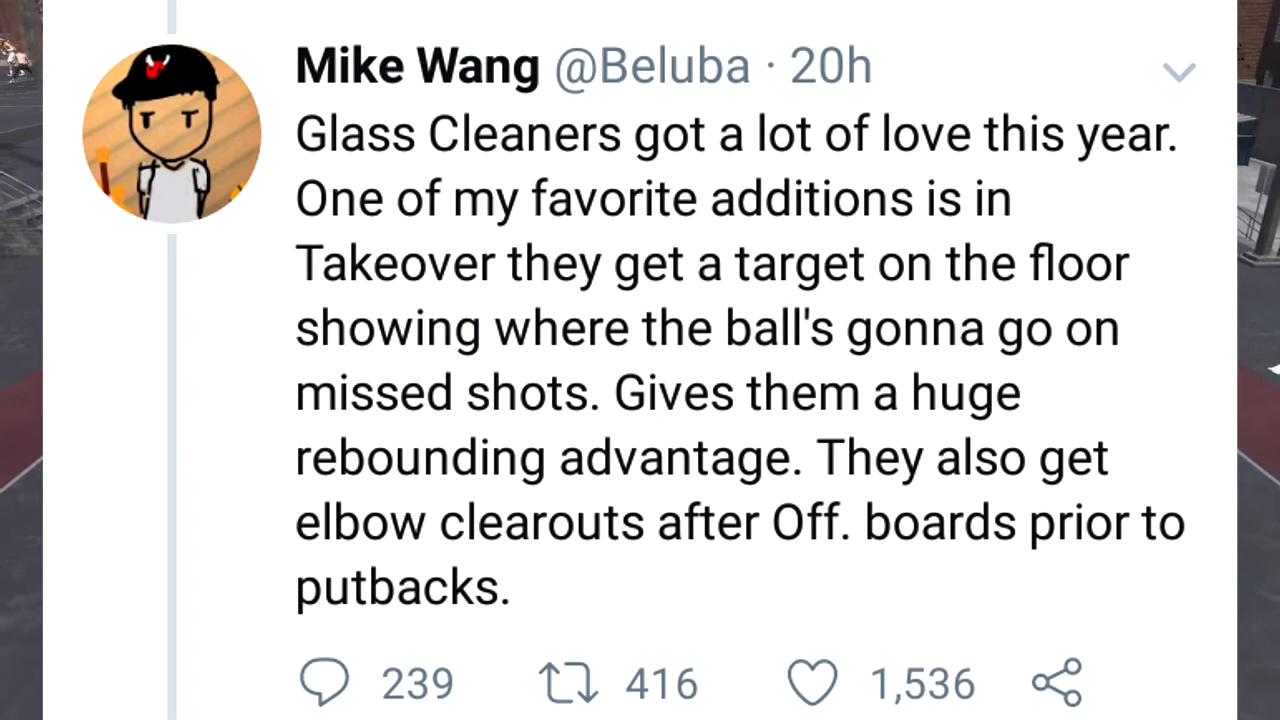 Mike Wang @Beluba · 20h
Glass Cleaners got a lot of love this year.
One of my favorite additions is in
Takeover they get a target on the floor
showing where the ball's gonna go on
missed shots. Gives them a huge
rebounding advantage. They also get
elbow clearouts after Off. boards prior to
putbacks.
239 416 1,536